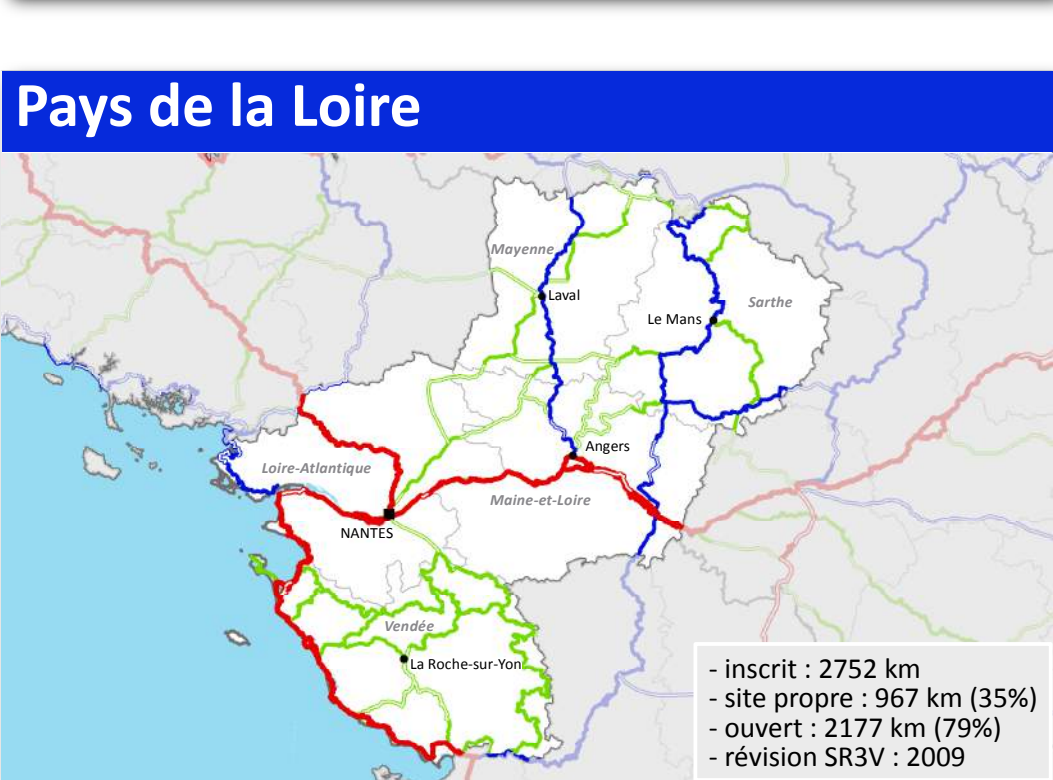 Pays de la Loire
Mayenne
Laval
Sarthe
Le Mans
Angers
Loire-Atlantique
Maine-et-Loire
NANTES
Vendée
La Roche-sur-Yon
- inscrit : 2752 km
- site propre : 967 km (35%)
- ouvert : 2177 km (79%)
- révision SR3V : 2009